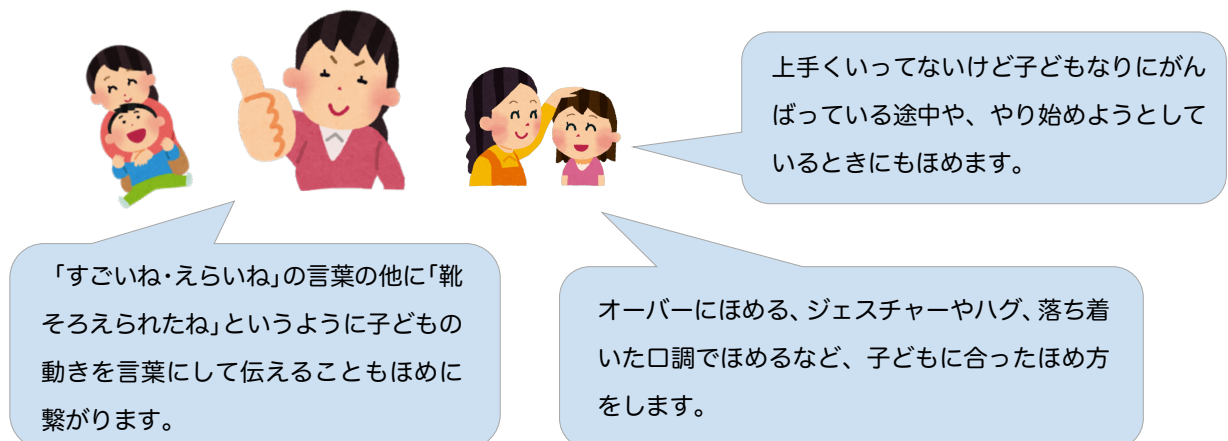 上手くいってないけど子どもなりにがん
ばっている途中や、やり始めようとして
いるときにもほめます。
「すごいね・えらいね」の言葉の他に「靴
そろえられたね」というように子どもの
動きを言葉にして伝えることもほめに
繋がります。
オーバーにほめる、ジェスチャーやハグ、落ち着
いた口調でほめるなど、子どもに合ったほめ方
をします。